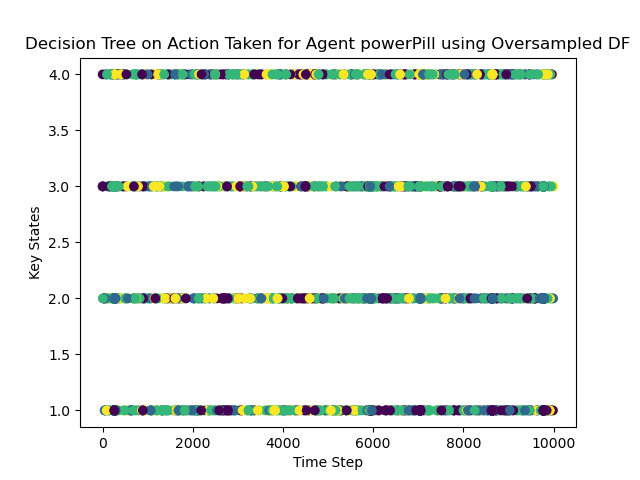 Decision Tree on Action Taken for Agent powerPill using Oversampled DF
4.0
3.5
3.0
2.5
2.0
1.5
1.0
Key States
0 2000 4000 6000 8000 10000
Time Step